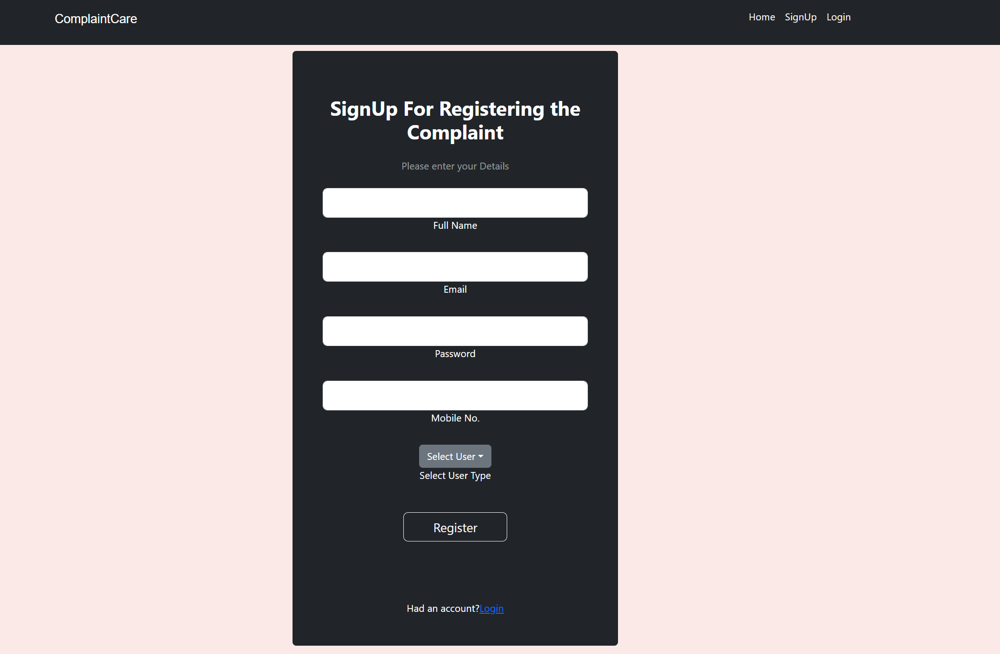 ComplaintCare
Home SignUp Login
SignUp For Registering the
Complaint
Please enter your Details
Full Name
Email
Password
Mobile No.
Select User
Select User Type
Register
Had an account?Login